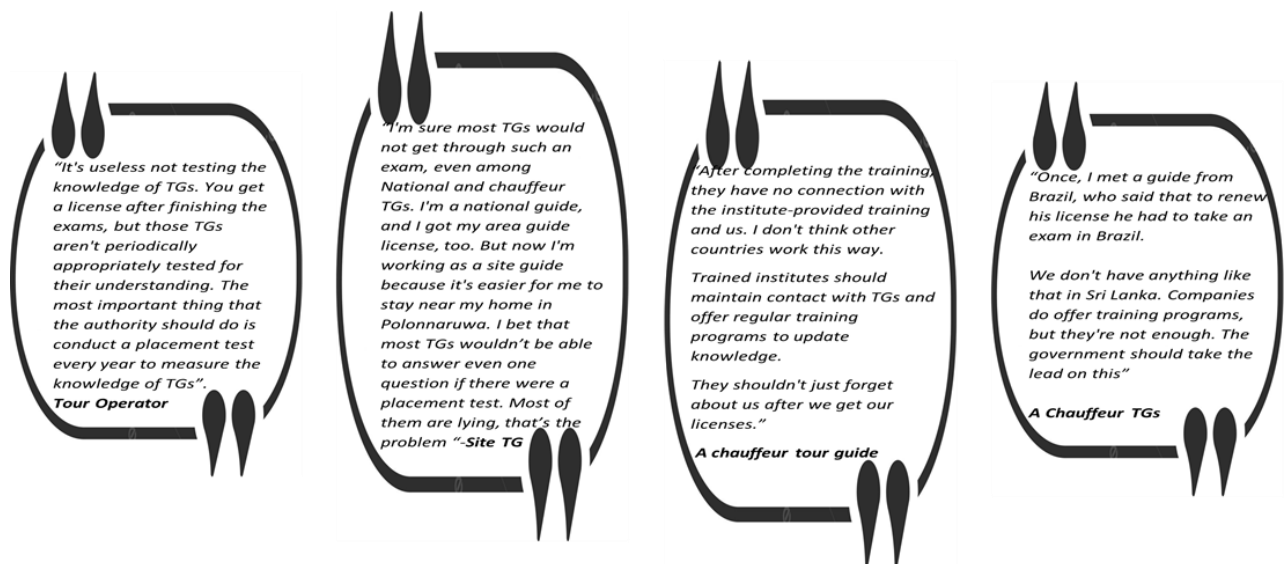 “It's useless not testing the
knowledge of TGs. You get
a license after finishing the
exams, but those TGs
aren't periodically
appropriately tested for
their understanding. The
most important thing that
the authority should do is
conduct a placement test
every year to measure the
knowledge of TGs”.
Tour Operator
“I'm sure most TGs would
not get through such an
exam, even among
National and chauffeur
TGs. I'm a national guide,
and I got my area guide
license, too. But now I'm
working as a site guide
because it's easier for me to
stay near my home in
Polonnaruwa. I bet that
most TGs wouldn’t be able
to answer even one
question if there were a
placement test. Most of
them are lying, that’s the
problem “-Site TG
“After completing the training,
they have no connection with
the institute-provided training
and us. I don't think other
countries work this way.
Trained institutes should
maintain contact with TGs and
offer regular training
programs to update
knowledge.
They shouldn't just forget
about us after we get our
licenses.”
A chauffeur tour guide
“Once, I met a guide from
Brazil, who said that to renew
his license he had to take an
exam in Brazil.
We don't have anything like
that in Sri Lanka. Companies
do offer training programs,
but they're not enough. The
government should take the
lead on this”
A Chauffeur TGs